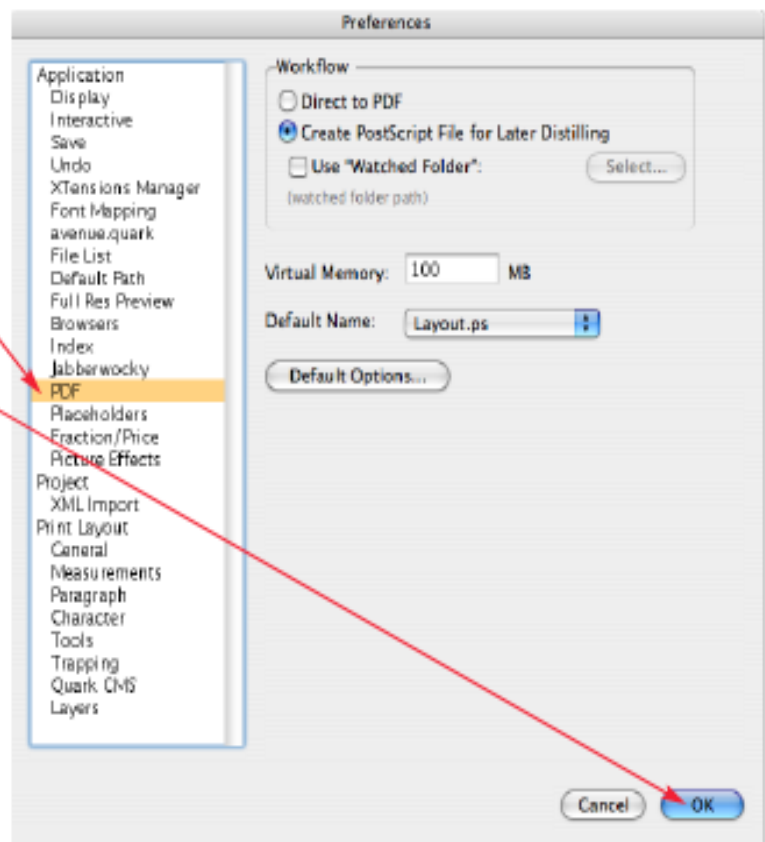 Preferences
Application
Display
Interactive
Save
Undo
XTensions Manager
Font Mapping
avenue.quark
File List
Default Path
Full Res Preview
Browsers
Index
Jabberwocky
PDF
Placeholders
Fraction/Price
Picture Effects
Project
XML Import
Print Layout
General
Measurements
Paragraph
Character
Tools
Trapping
Quark CMS
Layers
Workflow
Direct to PDF
Create PostScript File for Later Distilling
Use "Watched Folder":
Select...
(watched folder path)
Virtual Memory: 100 MB
Default Name: Layout.ps
Default Options...
Cancel OK